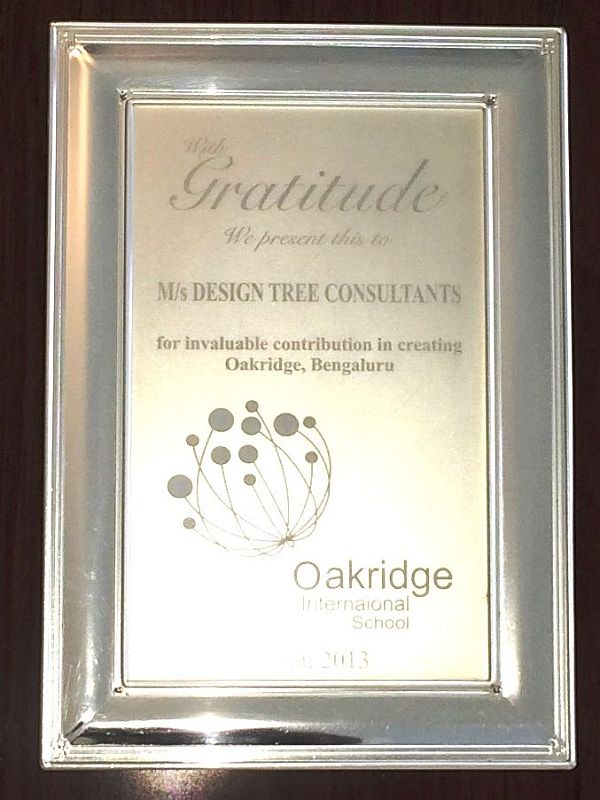 With
Gratitude
We present this to
M/s DESIGN TREE CONSULTANTS
for invaluable contribution in creating
Oakridge, Bengaluru
Oakridge
Internaional
School
2013